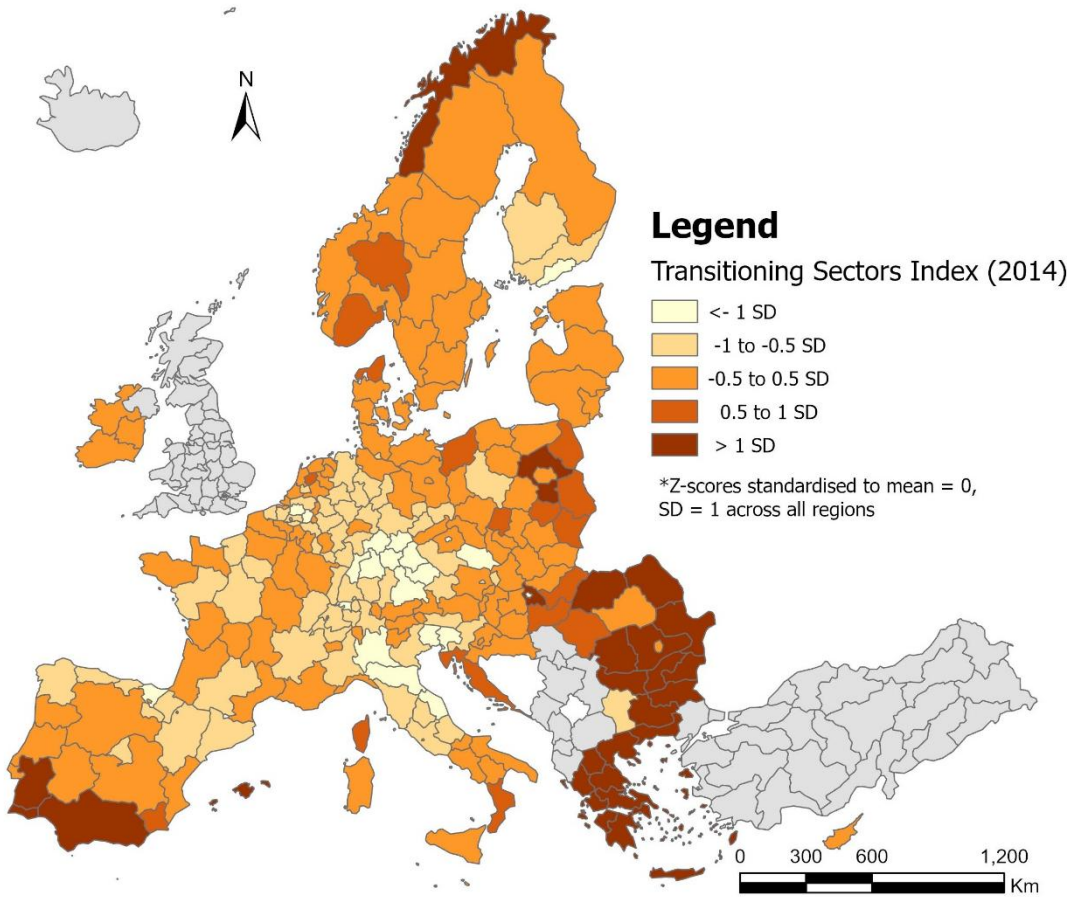 N
Legend
Transitioning Sectors Index (2014)
<- 1 SD
-1 to -0.5 SD
-0.5 to 0.5 SD
0.5 to 1 SD
> 1 SD
*Z-scores standardised to mean = 0,
SD = 1 across all regions
0 300 600 1,200
Km